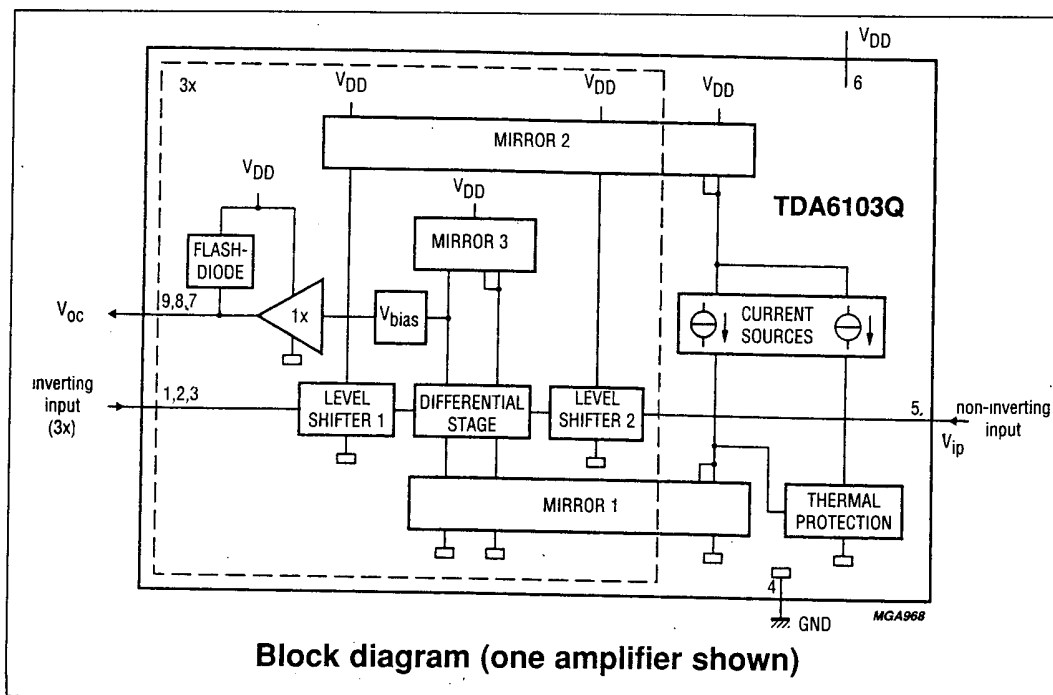 VDD
6
3x
VDD
VDD
VDD
MIRROR 2
TDA6103Q
VDD
VDD
MIRROR 3
FLASH-
DIODE
Voc
9,8,7
1x
Vbias
CURRENT
SOURCES
inverting
input
(3x)
1,2,3
LEVEL
SHIFTER 1
DIFFERENTIAL
STAGE
LEVEL
SHIFTER 2
5.
non-inverting
input
Vip
MIRROR 1
THERMAL
PROTECTION
4
GND
MGA968
Block diagram (one amplifier shown)